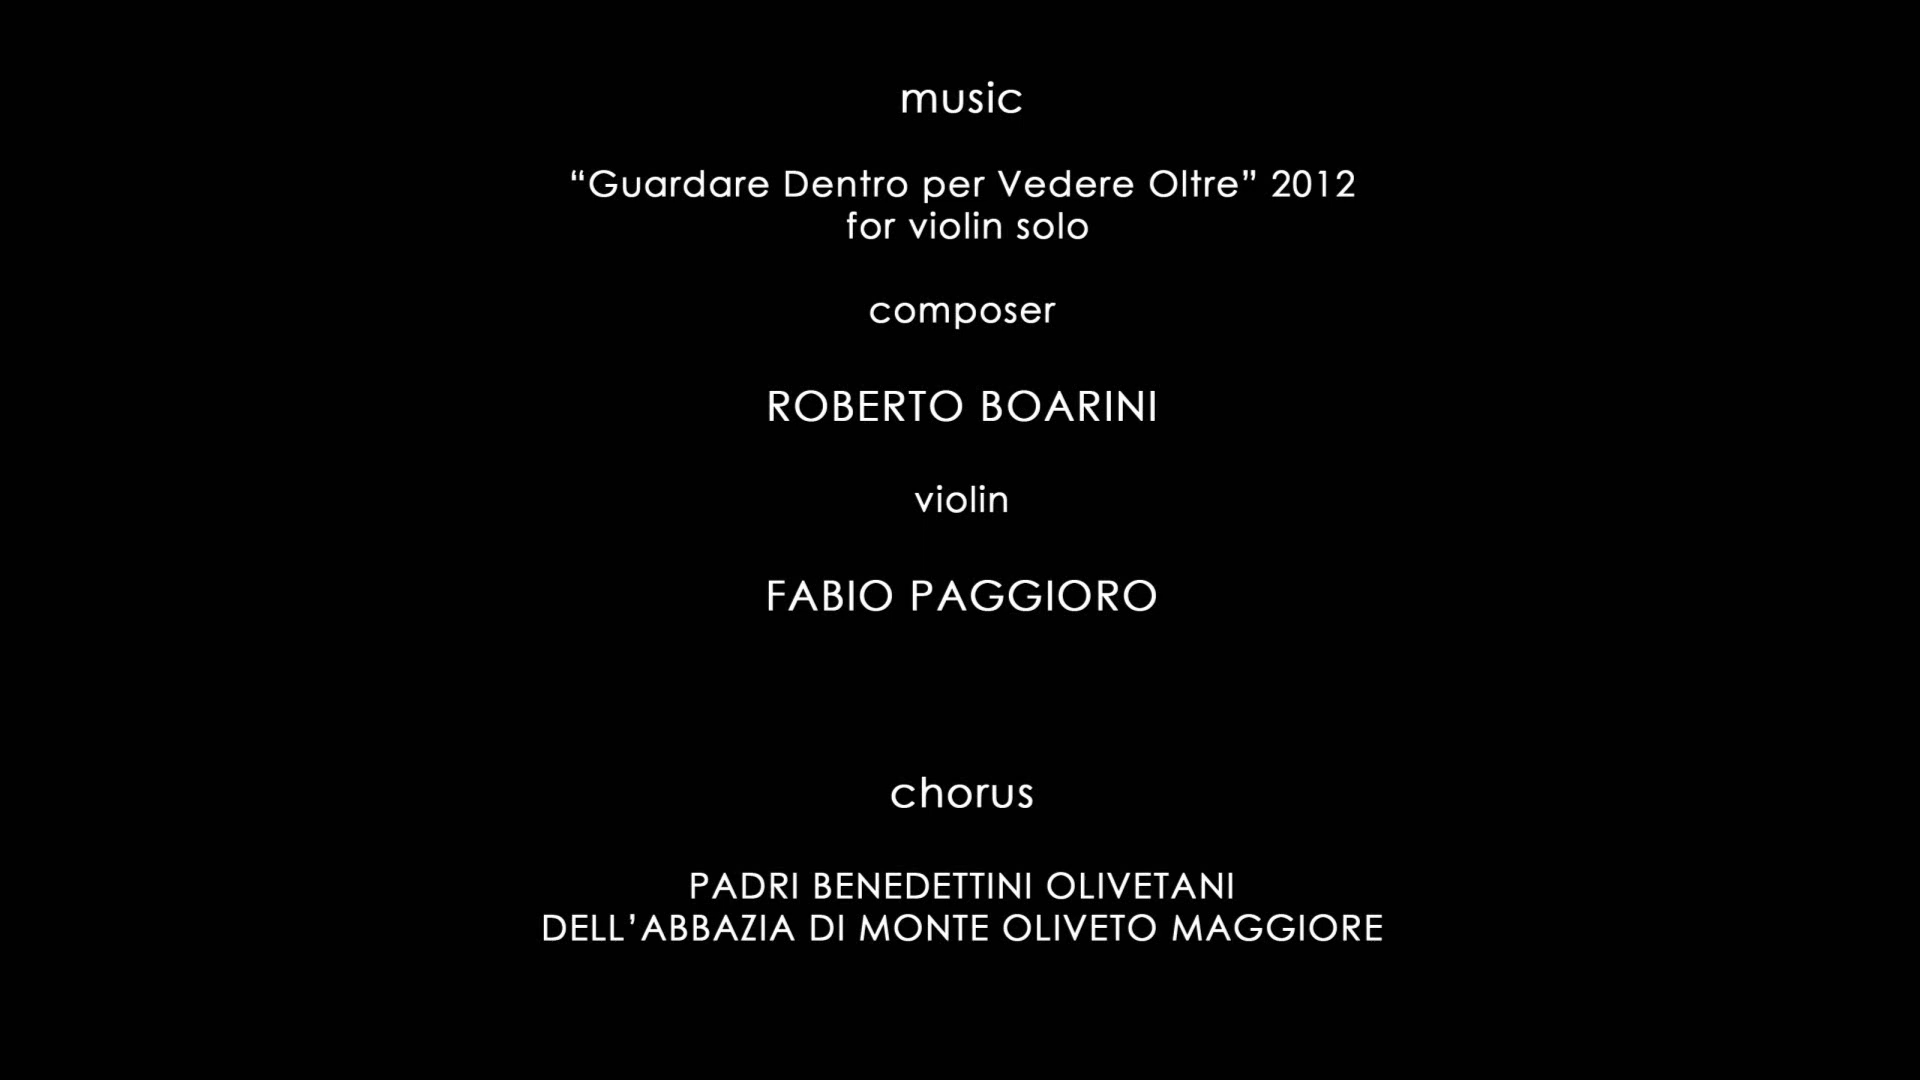 music
“Guardare Dentro per Vedere Oltre” 2012
for violin solo
composer
ROBERTO BOARINI
violin
FABIO PAGGIORO
chorus
PADRI BENEDETTINI OLIVETANI
DELL’ABBAZIA DI MONTE OLIVETO MAGGIORE